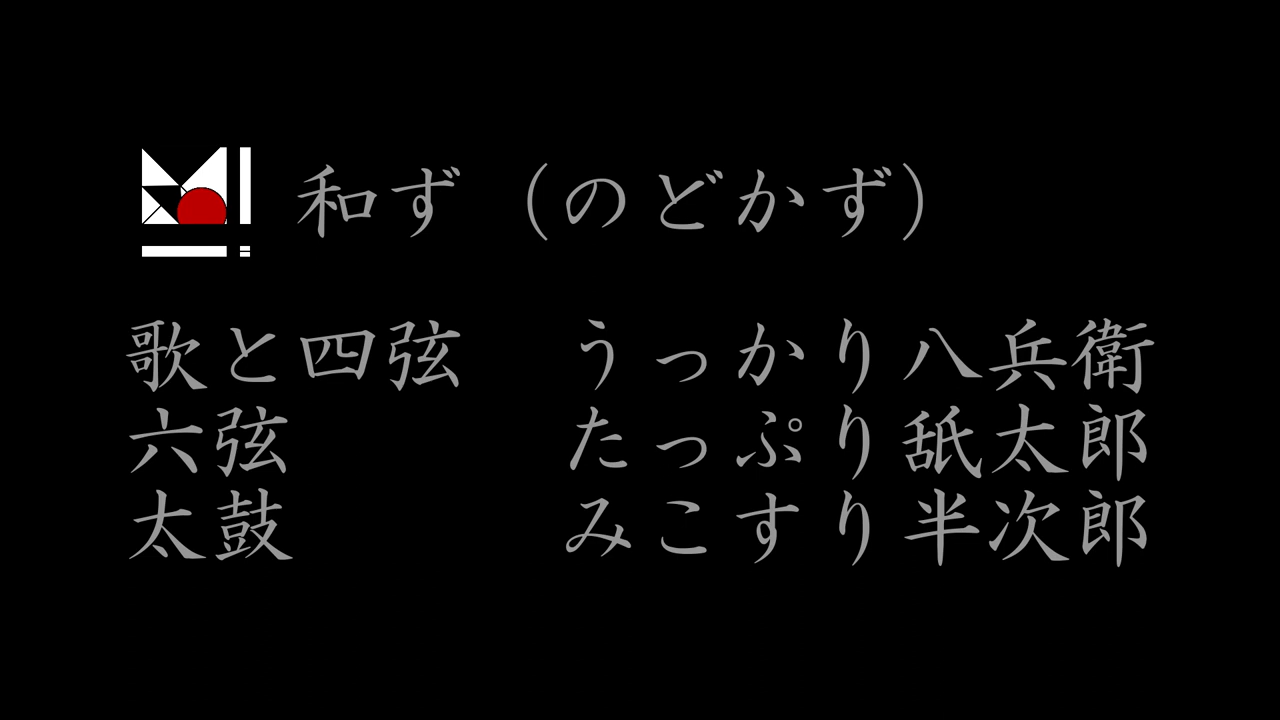 和ず（のどかず）
歌と四弦　うっかり八兵衛
六弦　たっぷり舐太郎
太鼓　みこすり半次郎